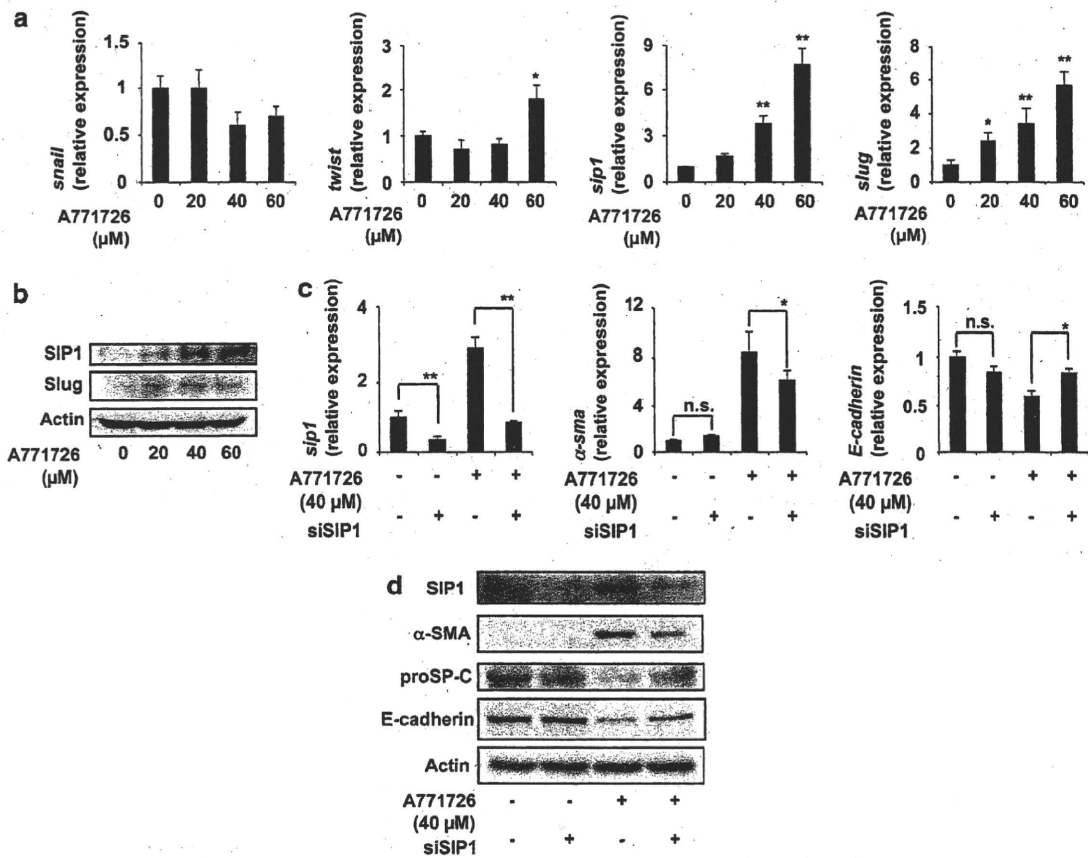 a
1.5
1
0.5
0
snail
(relative expression)
0 20 40 60
A771726
(µM)
3
2
1
0
twist
(relative expression)
*
0 20 40 60
A771726
(µM)
9
6
3
0
sip1
(relative expression)
**
**
0 20 40 60
A771726
(µM)
8
6
4
2
0
slug
(relative expression)
*
**
**
0 20 40 60
A771726
(µM)
b
SIP1
Slug
Actin
A771726 0 20 40 60
(µM)
c
4
2
0
sip1
(relative expression)
**
**
A771726 - - + +
(40 µM)
siSIP1 - + - +
12
8
4
0
α-sma
(relative expression)
n.s.
*
- - + +
- + - +
1.5
1
0.5
0
E-cadherin
(relative expression)
n.s.
*
A771726 - - + +
(40 µM)
siSIP1 - + - +
d
SIP1
α-SMA
proSP-C
E-cadherin
Actin
A771726 - - + +
(40 µM)
siSIP1 - + - +